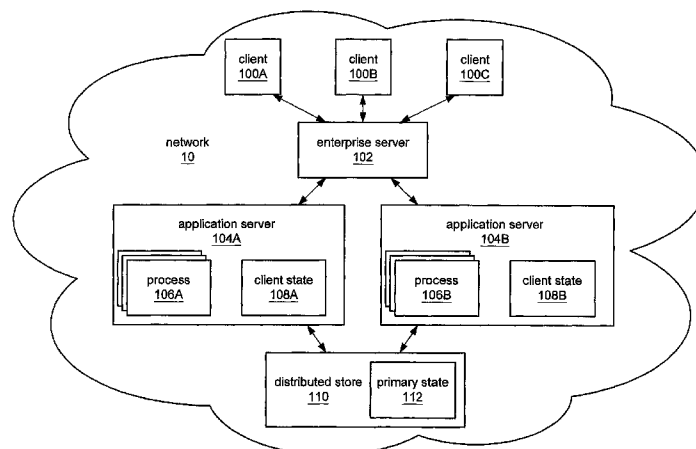 client
100A
client
100B
client
100C
network
10
enterprise server
102
application server
104A
process
106A
client state
108A
application server
104B
process
106B
client state
108B
distributed store
110
primary state
112